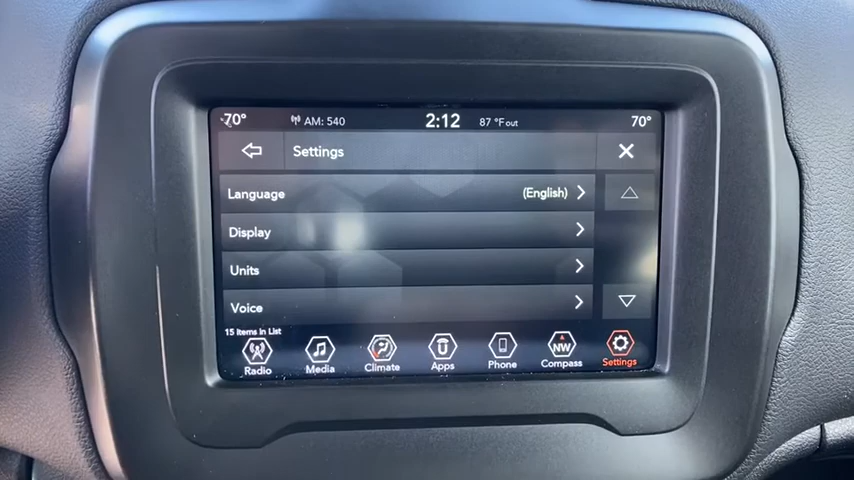 70° AM: 540 2:12 87 °F out 70°
Settings
Language (English)
Display
Units
Voice
15 Items in List
Radio Media Climate Apps Phone NW Compass Settings